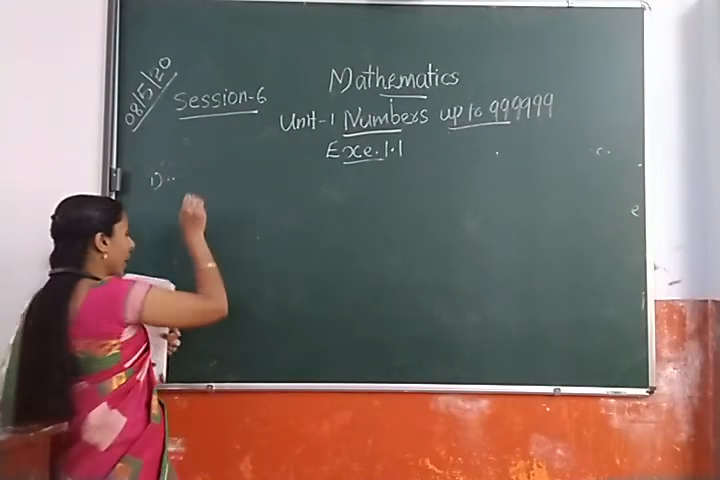 08/5/20
Session-6
Mathematics
Unit-1 Numbers up to 999999
Exe.1.1
1)